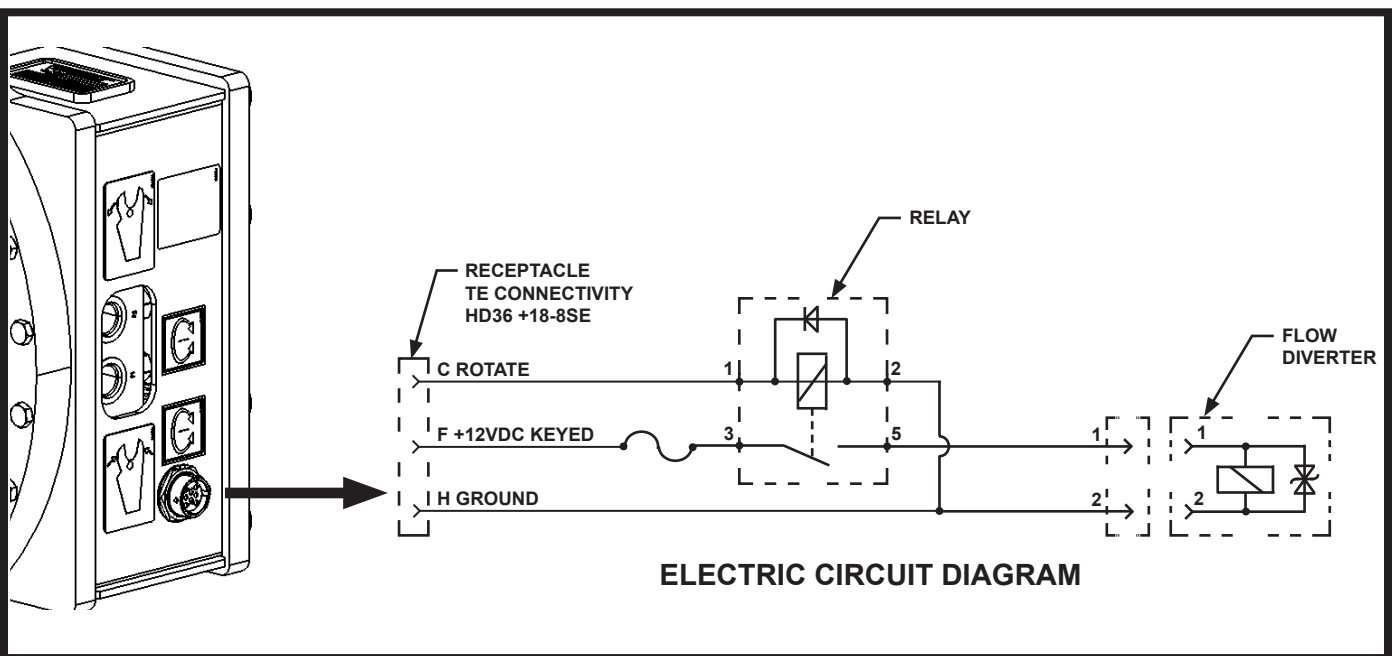 RELAY
RECEPTACLE
TE CONNECTIVITY
HD36 +18-8SE
FLOW
DIVERTER
C ROTATE
1
2
F +12VDC KEYED
3
5
1
1
H GROUND
2
2
ELECTRIC CIRCUIT DIAGRAM